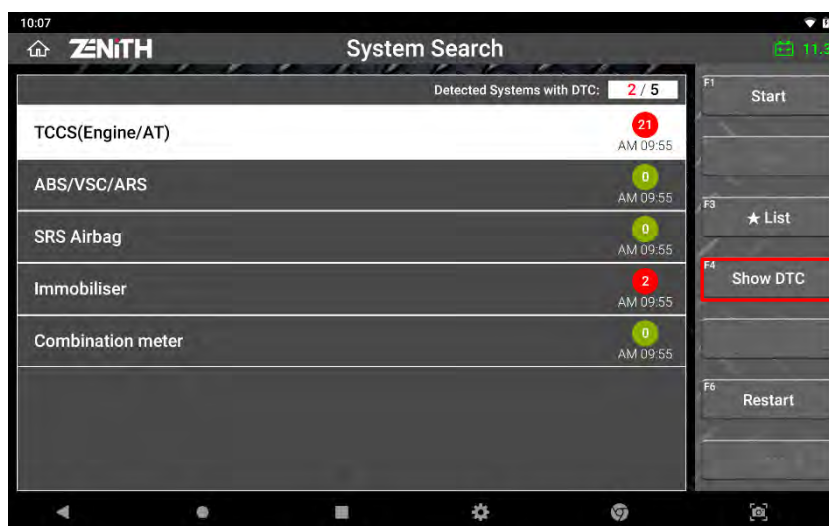 10:07
ZENITH System Search 11.3
Detected Systems with DTC: 2 / 5
TCCS(Engine/AT) 21
AM 09:55
ABS/VSC/ARS 0
AM 09:55
SRS Airbag 0
AM 09:55
Immobiliser 2
AM 09:55
Combination meter 0
AM 09:55
F1 Start
F3 ★ List
F4 Show DTC
F6 Restart
...